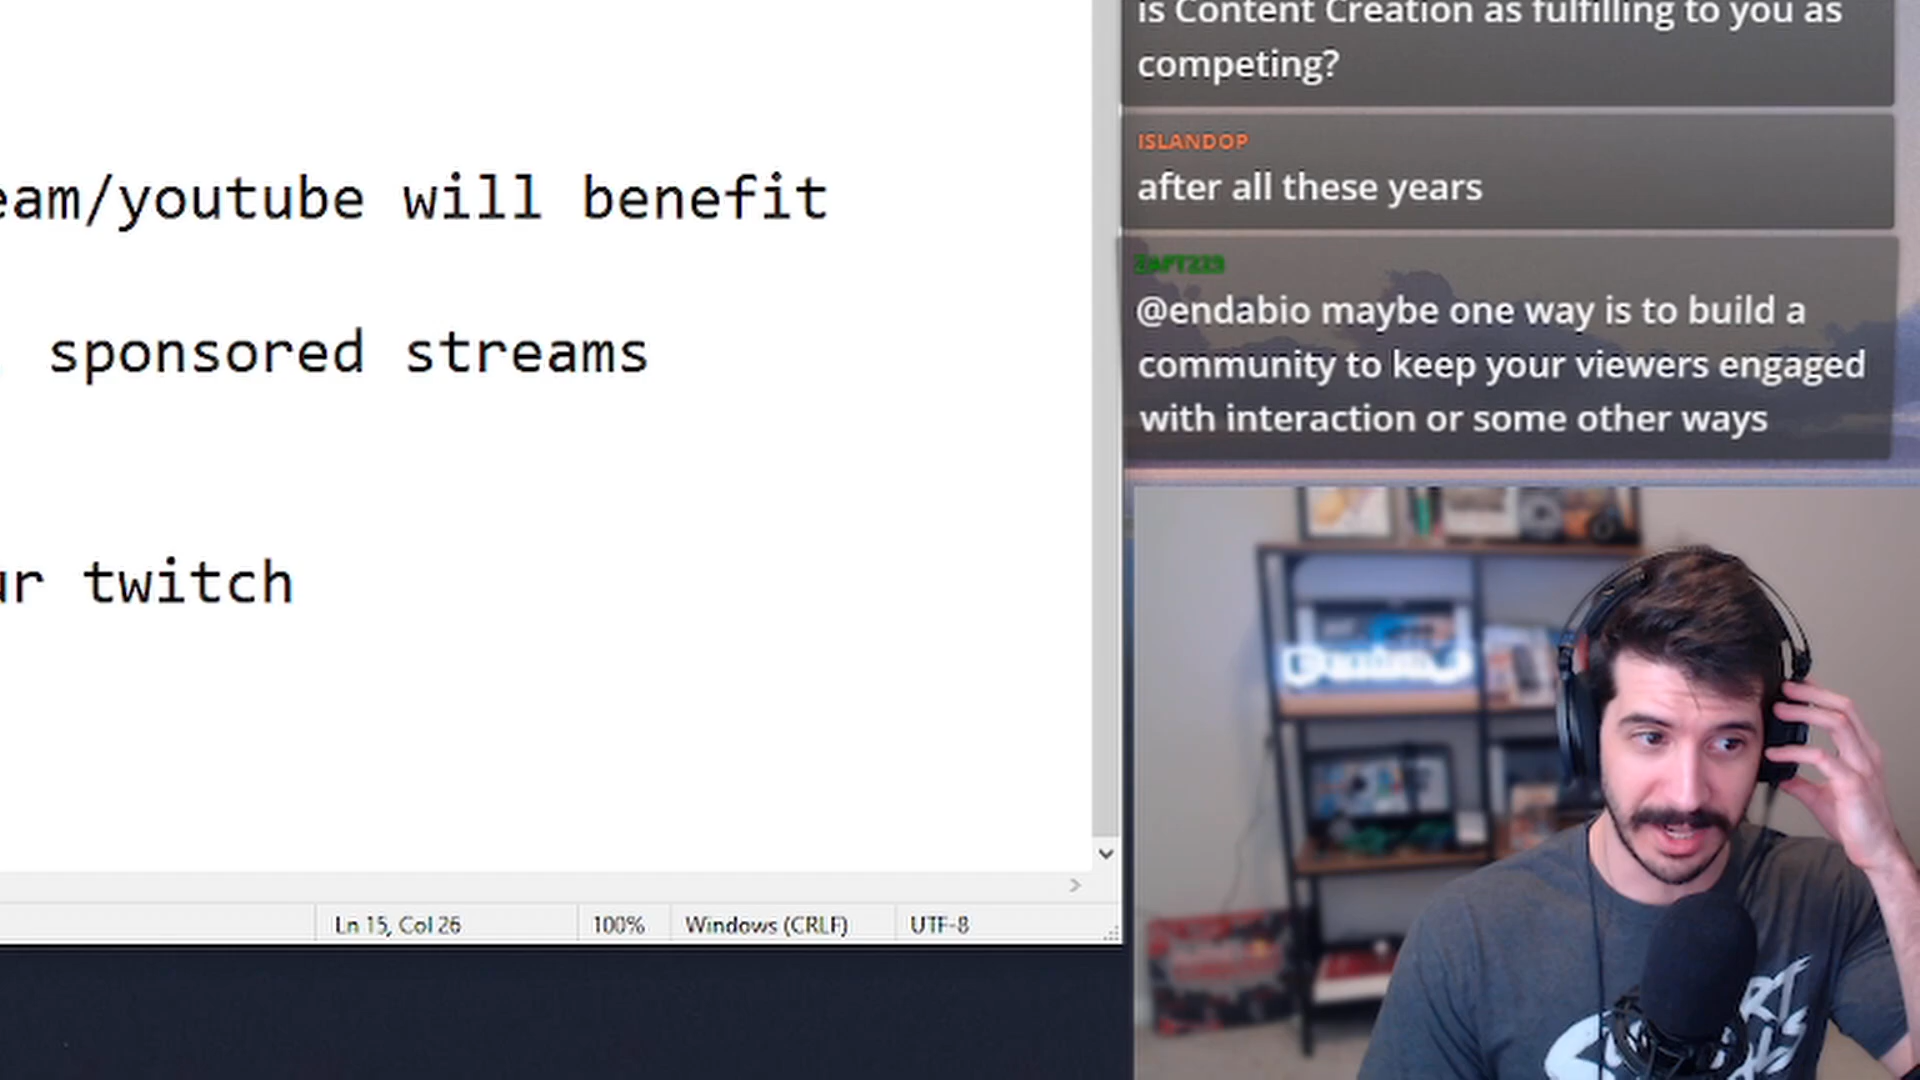 is Content Creation as fulfilling to you as
competing?
ISLANDOP
after all these years
@endabio maybe one way is to build a
community to keep your viewers engaged
with interaction or some other ways
eam/youtube will benefit
sponsored streams
ur twitch
Ln 15, Col 26
100%
Windows (CRLF)
UTF-8